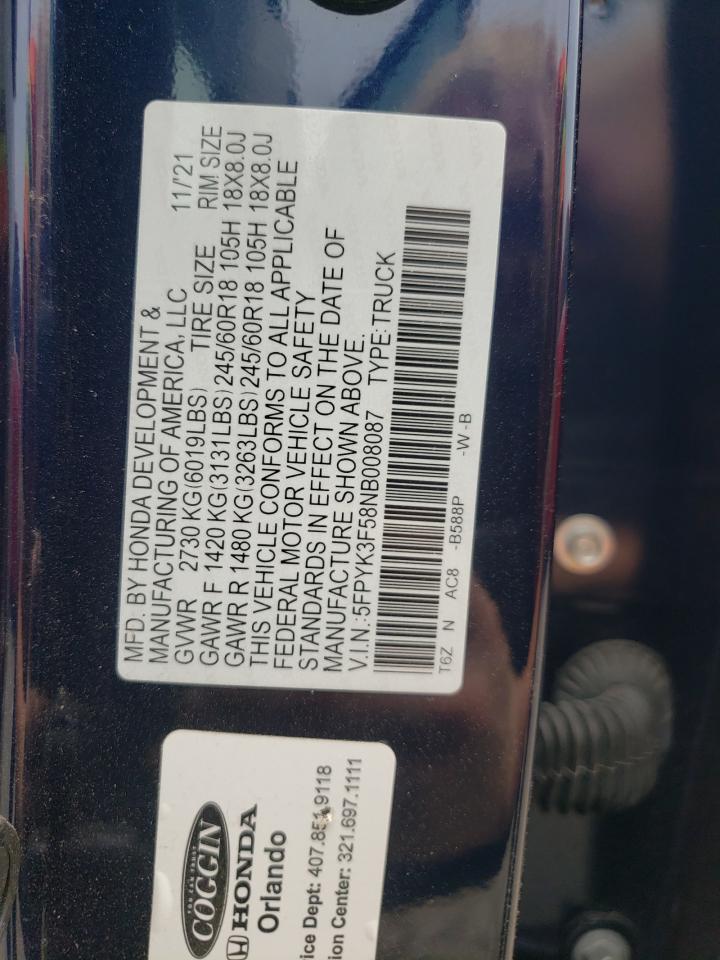 MFD. BY HONDA DEVELOPMENT &
MANUFACTURING OF AMERICA, LLC 11/'21
GVWR 2730 KG(6019LBS) TIRE SIZE RIM SIZE
GAWR F 1420 KG(3131LBS)245/60R18 105H 18X8.0J
GAWR R 1480 KG(3263LBS)245/60R18 105H 18X8.0J
THIS VEHICLE CONFORMS TO ALL APPLICABLE
FEDERAL MOTOR VEHICLE SAFETY
STANDARDS IN EFFECT ON THE DATE OF
MANUFACTURE SHOWN ABOVE.
V.I.N.:5FPYK3F58NB008087 TYPE:TRUCK
T6Z N AC8 -B588P -W-B
COGGIN
HONDA
Orlando
Dept: 407.851.9118
Center: 321.697.1111